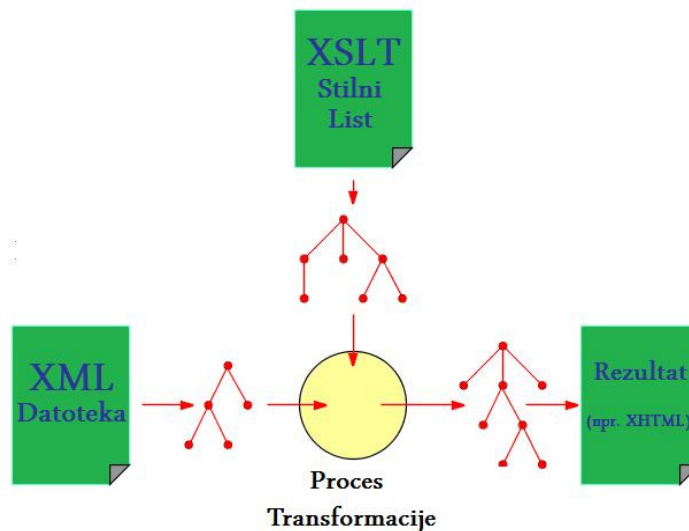 XSLT
Stilni
List
XML
Datoteka
Rezultat
(npr. XHTML)
Proces
Transformacije